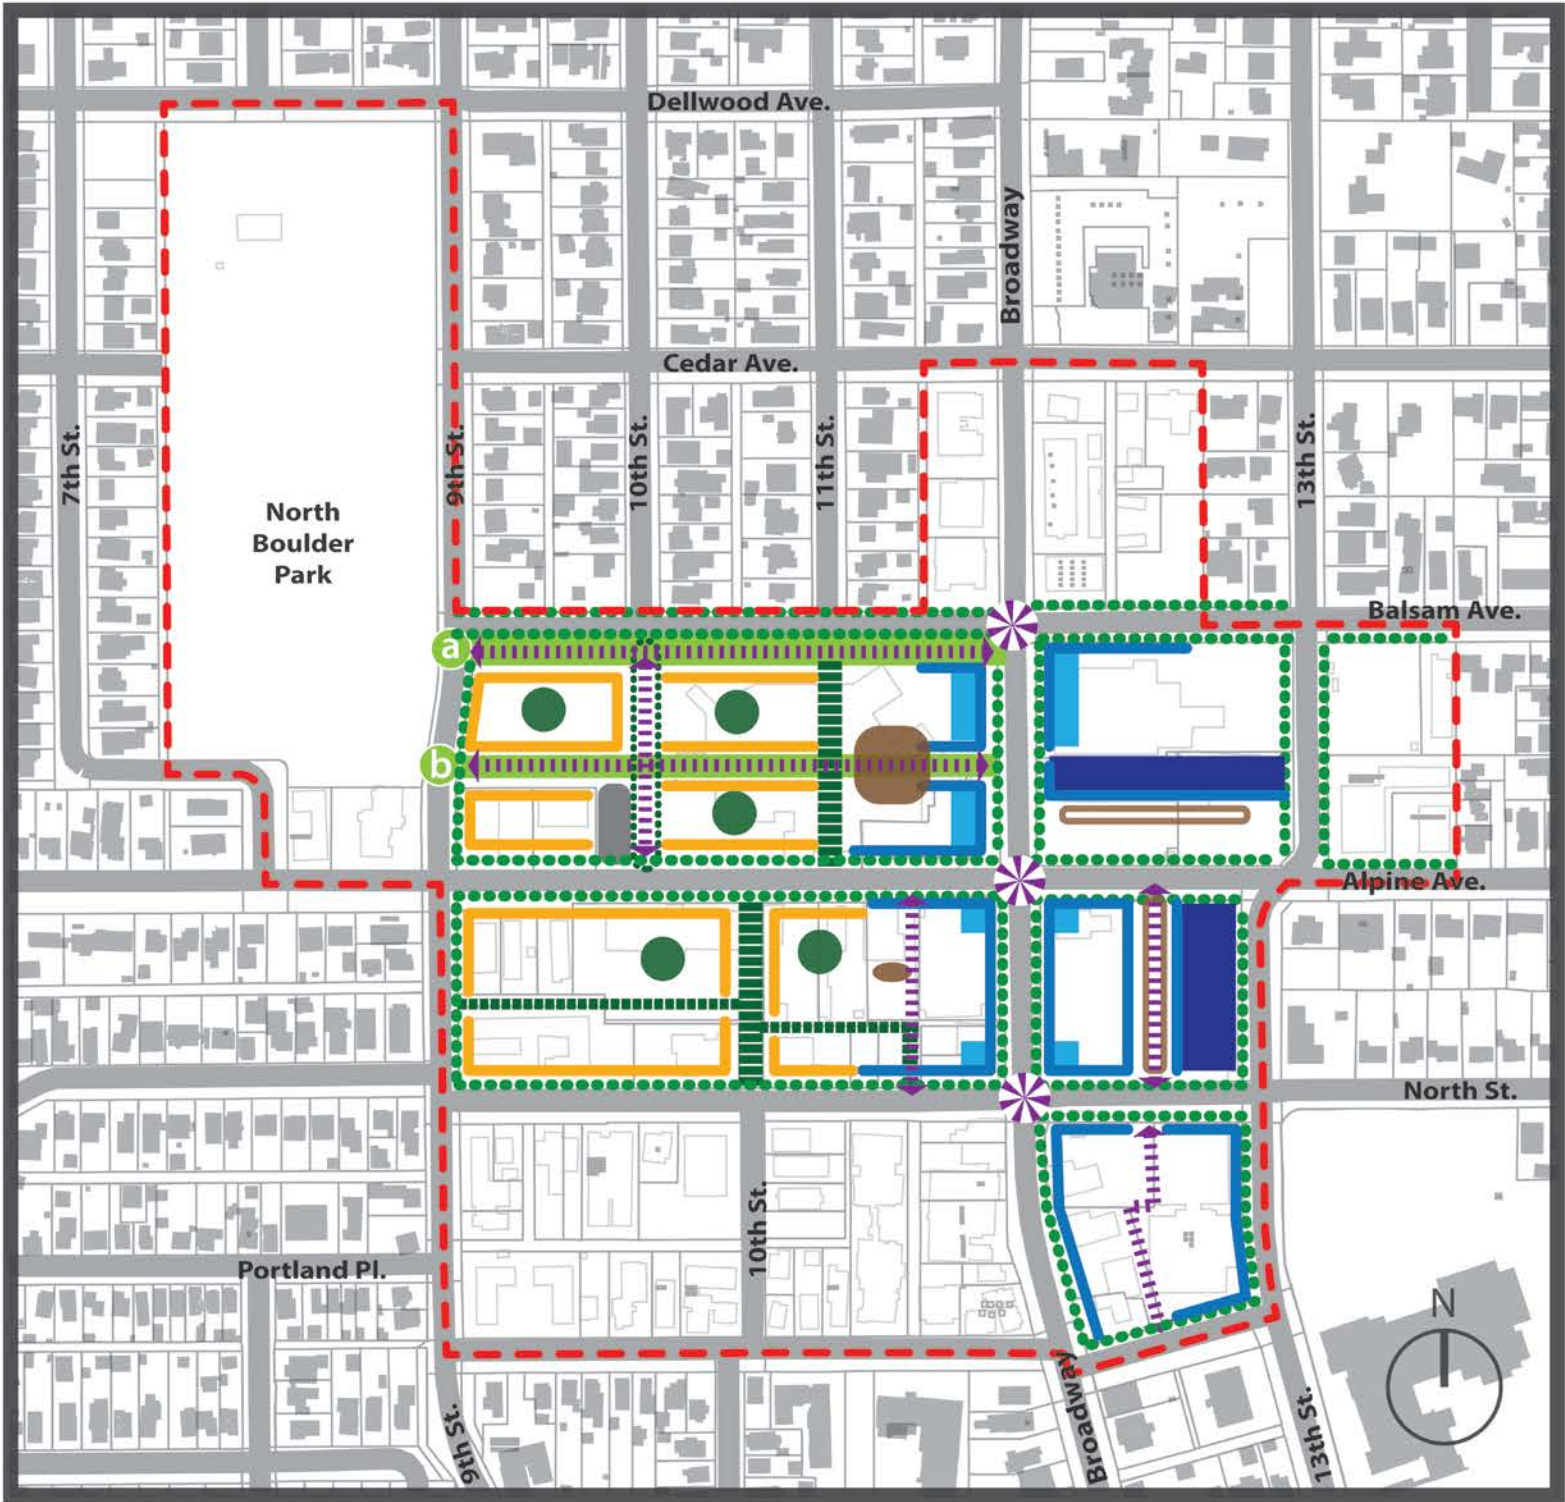 Dellwood Ave.
Broadway
Cedar Ave.
7th St.
9th St.
10th St.
11th St.
13th St.
North
Boulder
Park
Balsam Ave.
a
b
Alpine Ave.
North St.
10th St.
Portland Pl.
N
9th St.
Broadway
13th St.